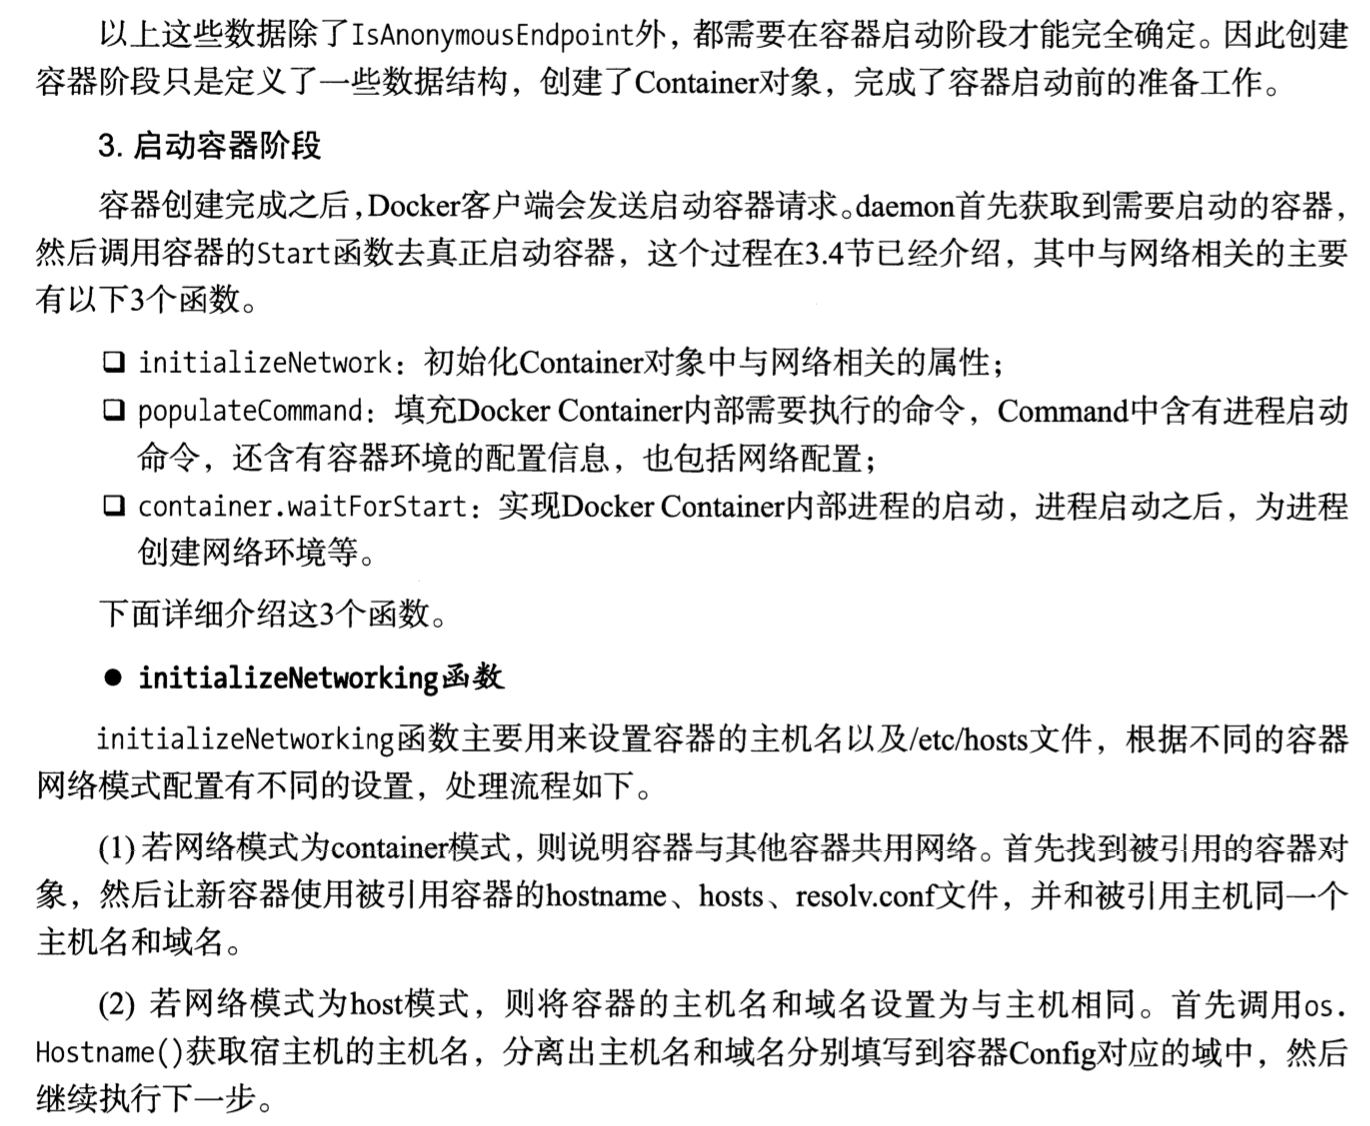 以上这些数据除了IsAnonymousEndpoint外，都需要在容器启动阶段才能完全确定。因此创建
容器阶段只是定义了一些数据结构，创建了Container对象，完成了容器启动前的准备工作。
3. 启动容器阶段
容器创建完成之后，Docker客户端会发送启动容器请求。daemon首先获取到需要启动的容器，
然后调用容器的Start函数去真正启动容器，这个过程在3.4节已经介绍，其中与网络相关的主要
有以下3个函数。
❑ initializeNetwork：初始化Container对象中与网络相关的属性；
❑ populateCommand：填充Docker Container内部需要执行的命令，Command中含有进程启动
命令，还含有容器环境的配置信息，也包括网络配置；
❑ container.waitForStart：实现Docker Container内部进程的启动，进程启动之后，为进程
创建网络环境等。
下面详细介绍这3个函数。
● initializeNetworking函数
initializeNetworking函数主要用来设置容器的主机名以及/etc/hosts文件，根据不同的容器
网络模式配置有不同的设置，处理流程如下。
(1) 若网络模式为container模式，则说明容器与其他容器共用网络。首先找到被引用的容器对
象，然后让新容器使用被引用容器的hostname、hosts、resolv.conf文件，并和被引用主机同一个
主机名和域名。
(2) 若网络模式为host模式，则将容器的主机名和域名设置为与主机相同。首先调用os.
Hostname()获取宿主机的主机名，分离出主机名和域名分别填写到容器Config对应的域中，然后
继续执行下一步。